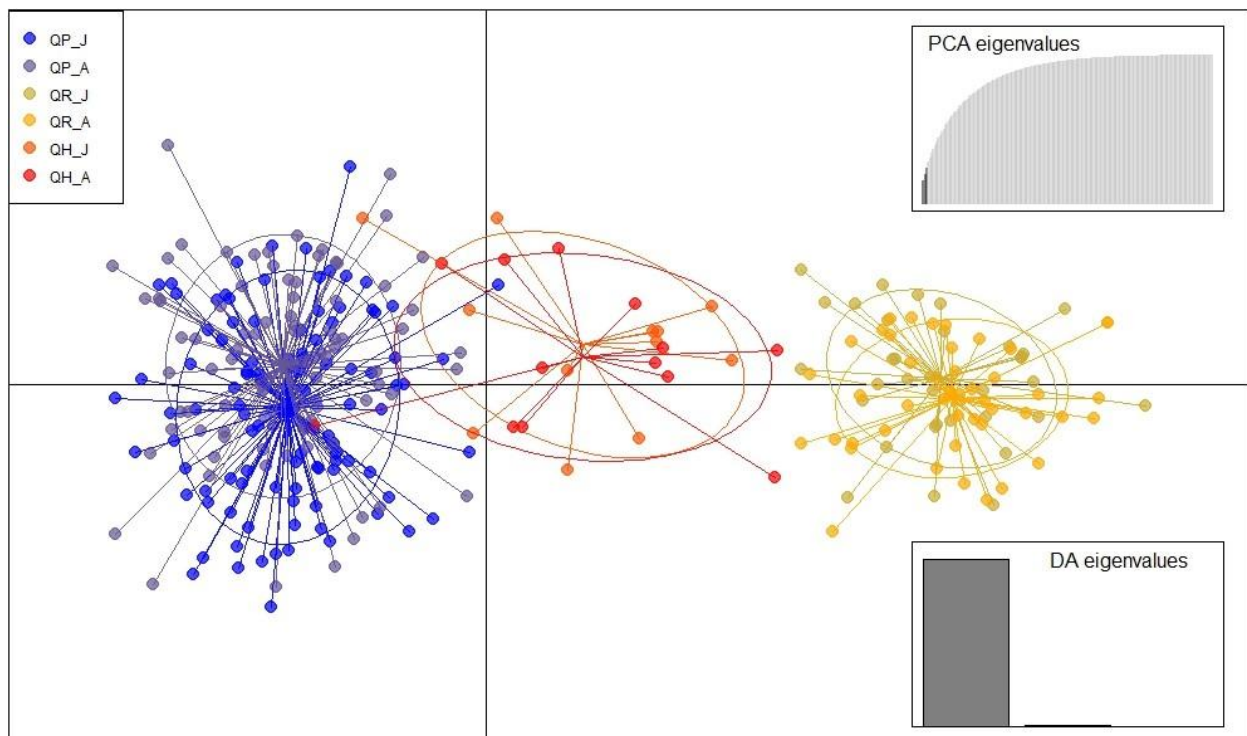 QP_J
QP_A
QR_J
QR_A
QH_J
QH_A
PCA eigenvalues
DA eigenvalues